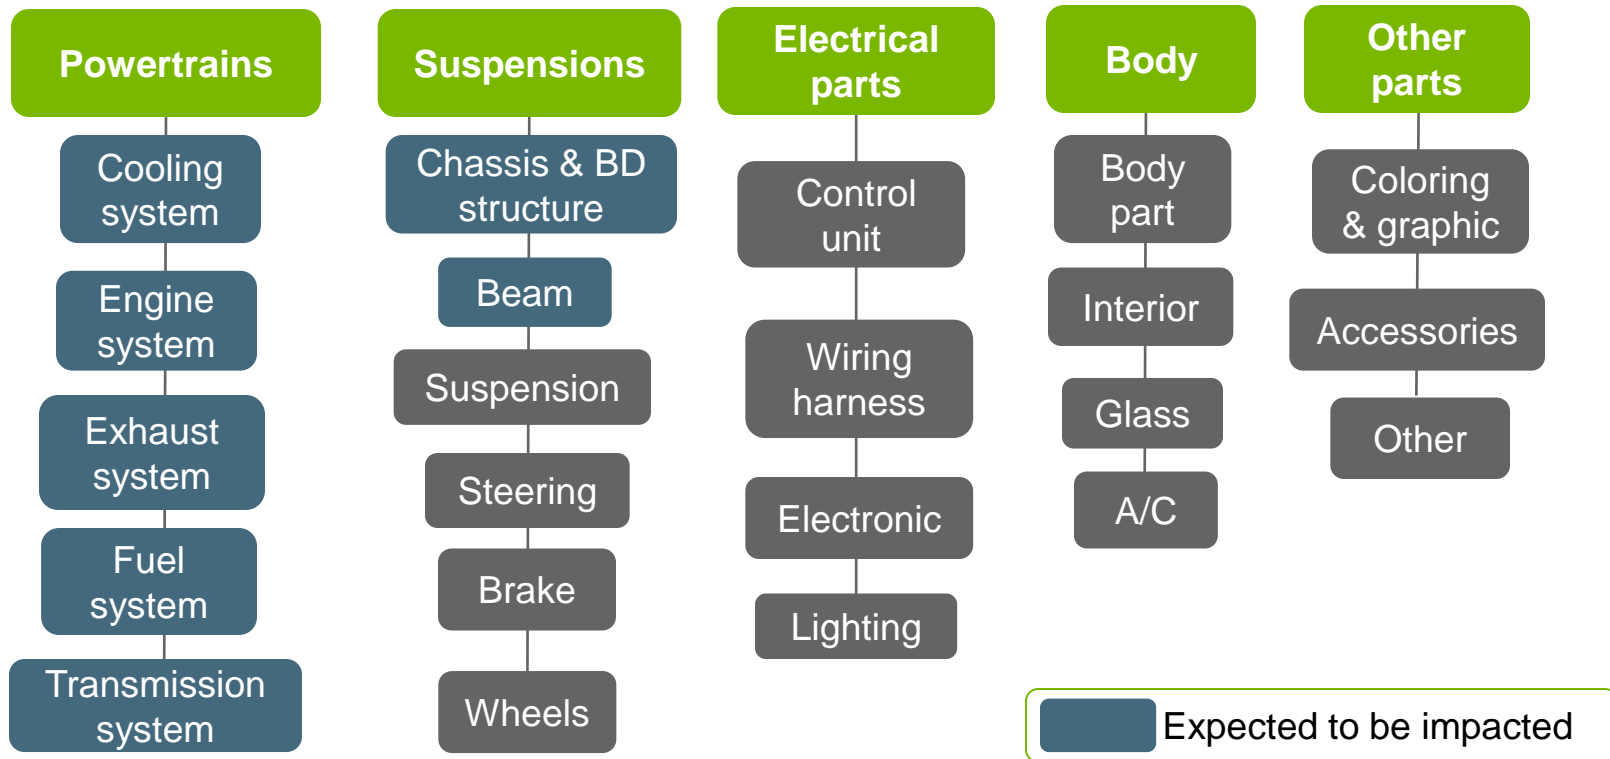 Powertrains
Cooling
system
Engine
system
Exhaust
system
Fuel
system
Transmission
system
Suspensions
Chassis & BD
structure
Beam
Suspension
Steering
Brake
Wheels
Electrical
parts
Control
unit
Wiring
harness
Electronic
Lighting
Body
Body
part
Interior
Glass
A/C
Other
parts
Coloring
& graphic
Accessories
Other
Expected to be impacted